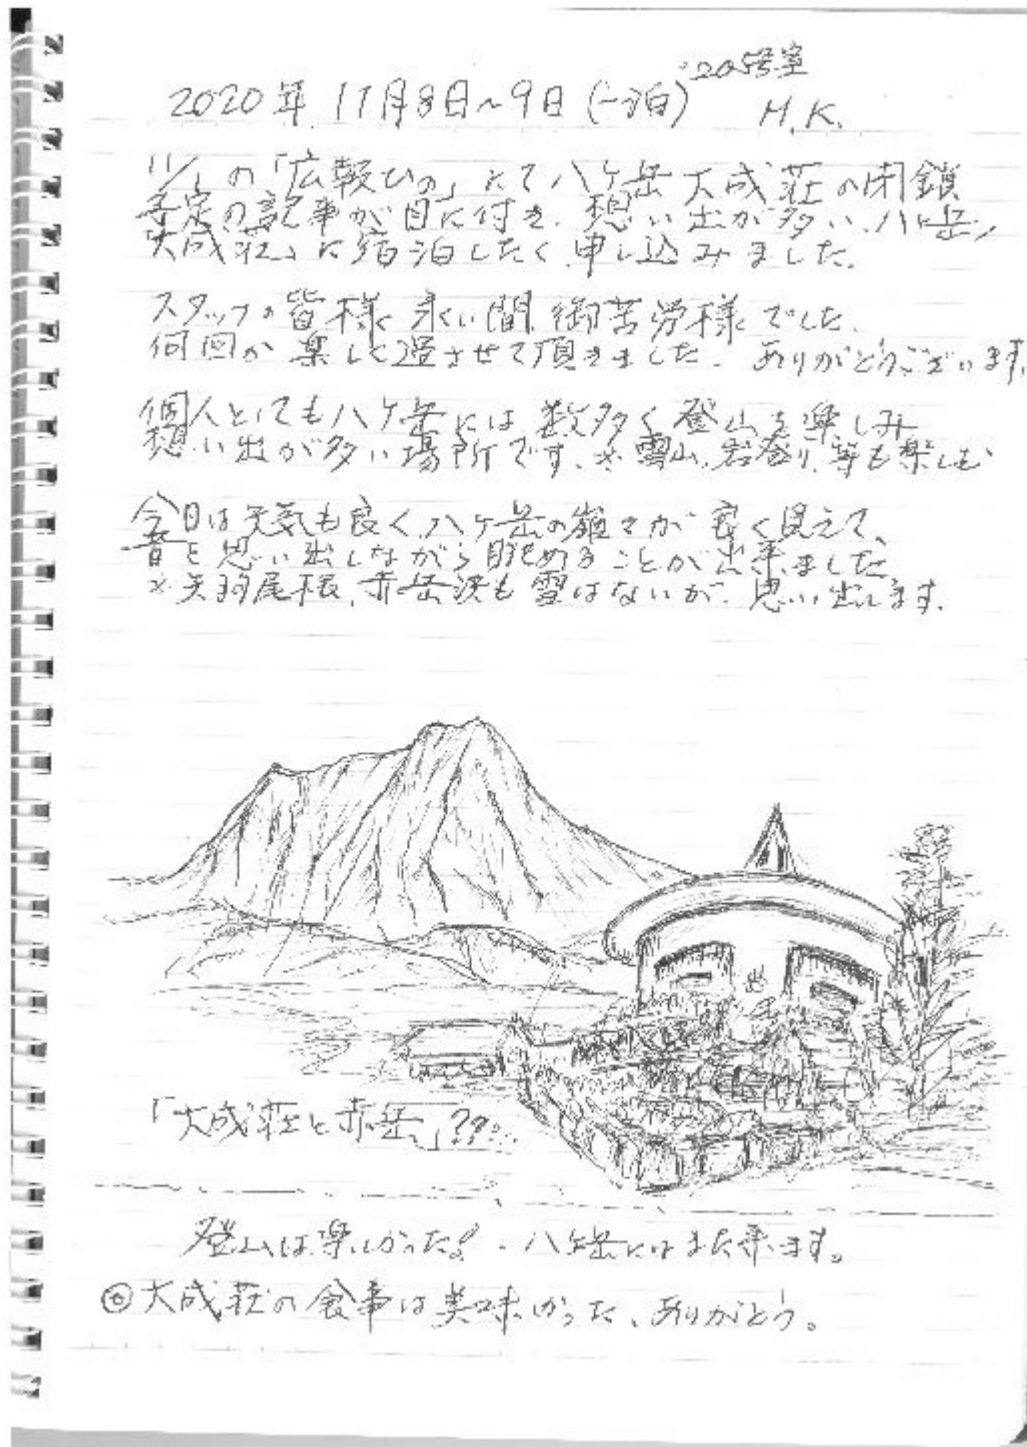 205号室
2020年 11月8日~9日 (一泊) H.K.
11/1の「広報ひの」にて八ヶ岳大成荘の閉鎖
予定の記事が目に付き、想い出が多い、八ヶ岳
大成荘」に宿泊したく、申し込みました。
スタッフの皆様 永い間、御苦労様でした。
何回か楽しく過させて頂きました。ありがとうございます。
個人としても八ヶ岳には数多く登山を楽しみ
想い出が多い場所です、※雪山、岩登り、等も楽しむ
今日は天気も良く、八ヶ岳の嶺々が良く見えて、
昔を思い出しながら眺めることが出来ました
※ 赤岳沢も雪はないが、思い出します。
「大成荘と赤岳」??...
登山は楽しかった!、八ヶ岳にはまた来ます。
◎大成荘の食事は美味かった、ありがとう。